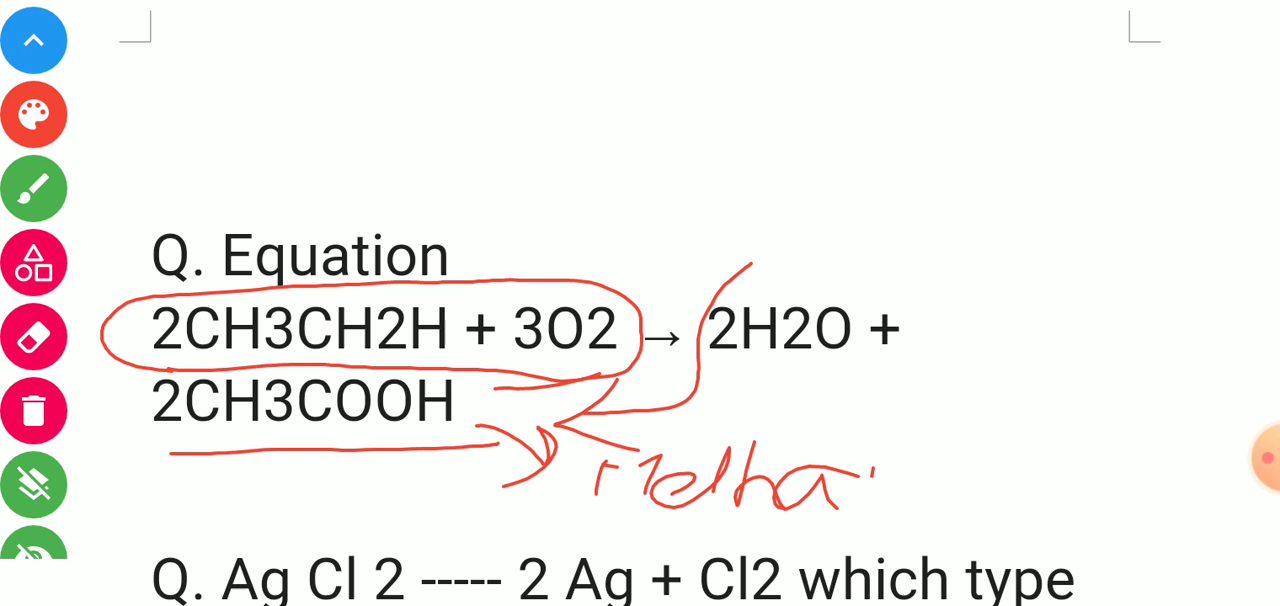 Q. Equation
2CH3CH2H + 3O2 → 2H2O +
2CH3COOH
Q. Ag Cl 2 ----- 2 Ag + Cl2 which type